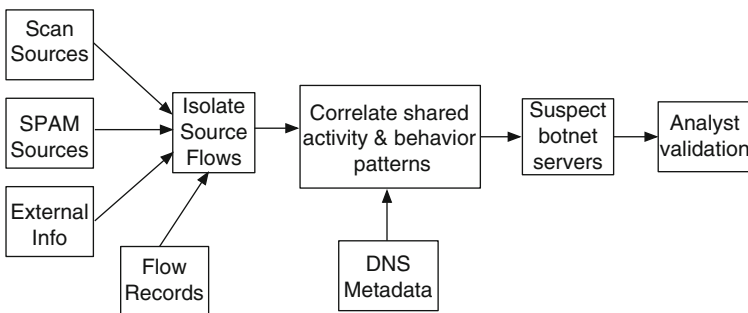 Scan
Sources
SPAM
Sources
External
Info
Isolate
Source
Flows
Flow
Records
Correlate shared
activity & behavior
patterns
DNS
Metadata
Suspect
botnet
servers
Analyst
validation